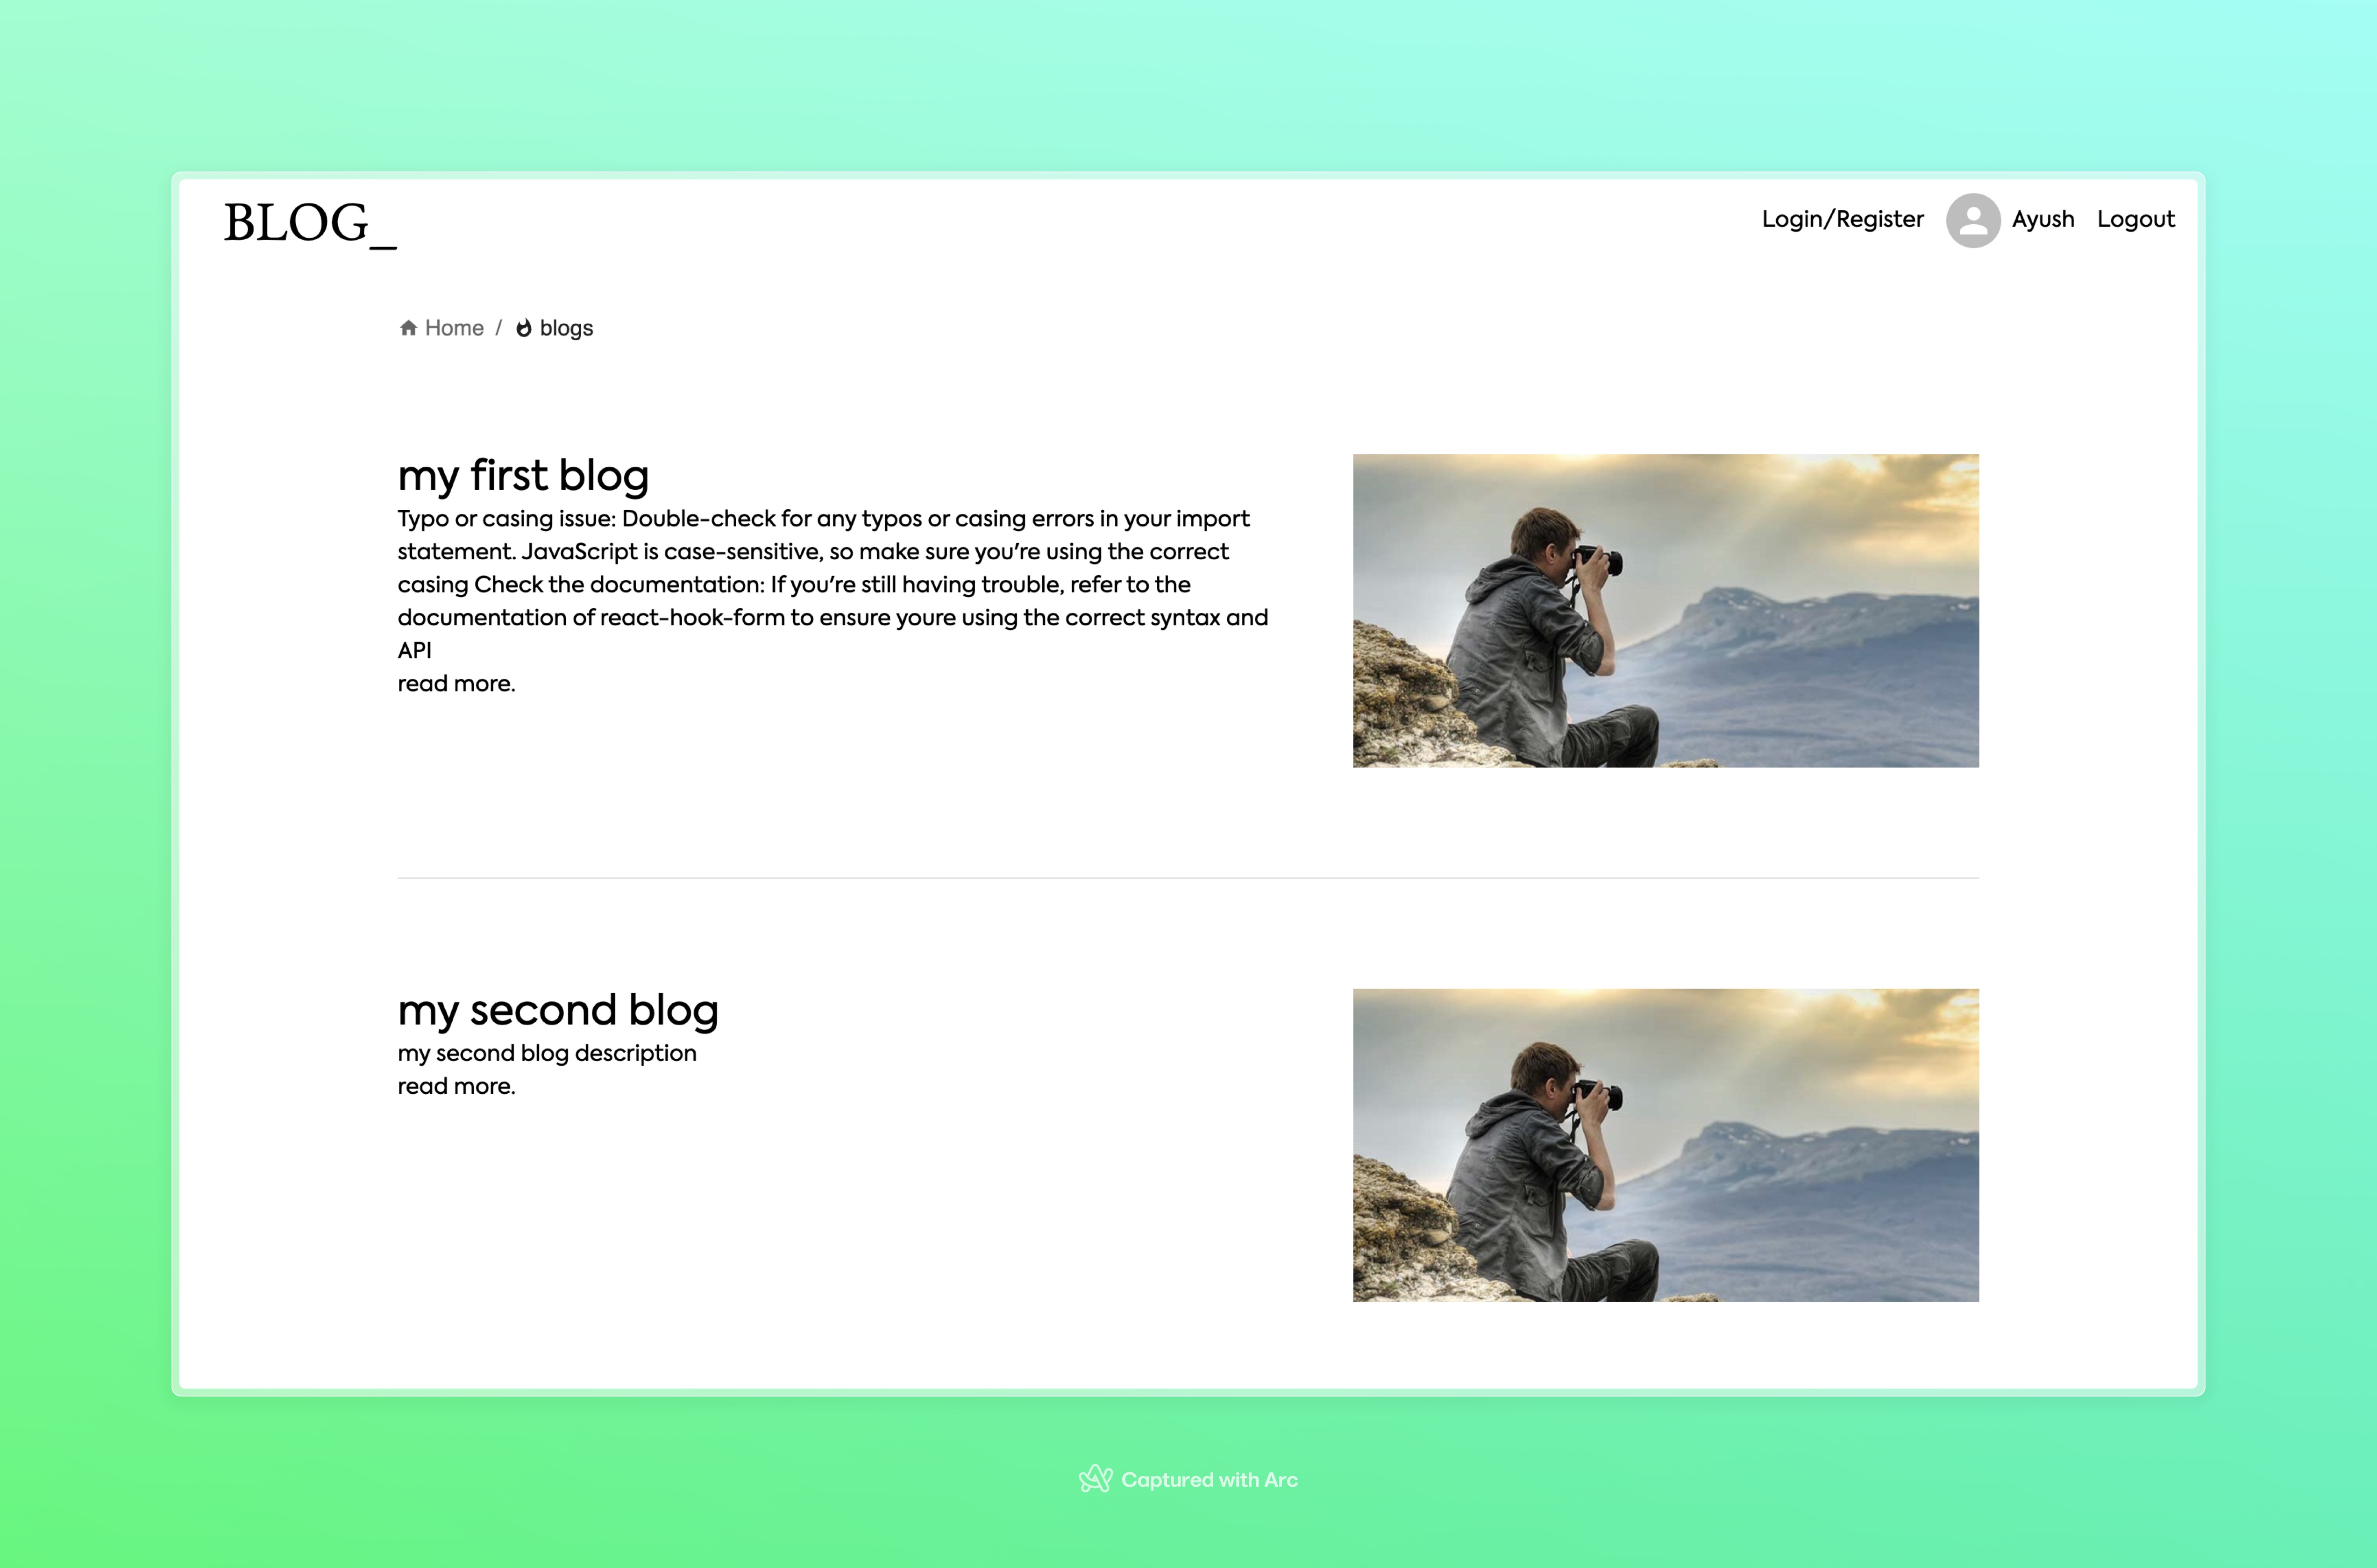 BLOG_
Login/Register Ayush Logout
Home / blogs
my first blog
Typo or casing issue: Double-check for any typos or casing errors in your import
statement. JavaScript is case-sensitive, so make sure you're using the correct
casing Check the documentation: If you're still having trouble, refer to the
documentation of react-hook-form to ensure youre using the correct syntax and
API
read more.
my second blog
my second blog description
read more.
Captured with Arc